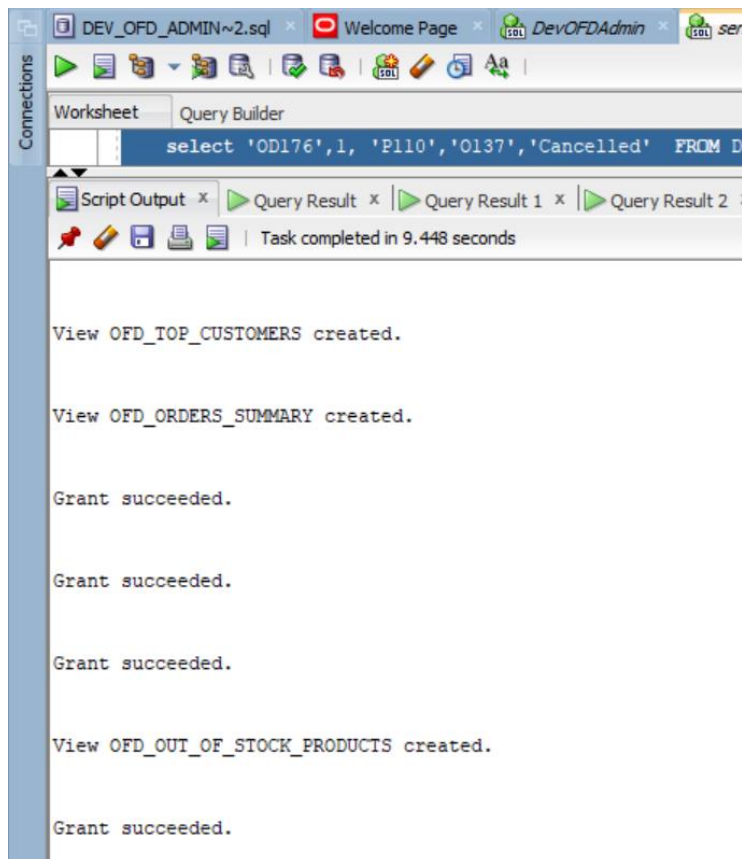 DEV_OFD_ADMIN~2.sql Welcome Page DevOFDAdmin
Connections
Worksheet Query Builder
select 'OD176',1, 'P110','O137','Cancelled' FROM D
Script Output x Query Result x Query Result 1 x Query Result 2
Task completed in 9.448 seconds
View OFD_TOP_CUSTOMERS created.
View OFD_ORDERS_SUMMARY created.
Grant succeeded.
Grant succeeded.
Grant succeeded.
View OFD_OUT_OF_STOCK_PRODUCTS created.
Grant succeeded.